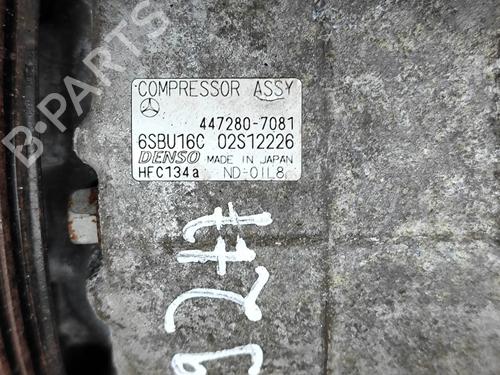 B-PARTS
COMPRESSOR ASSY
447280-7081
6SBU16C 02S12226
DENSO MADE IN JAPAN
HFC134a ND-OIL8